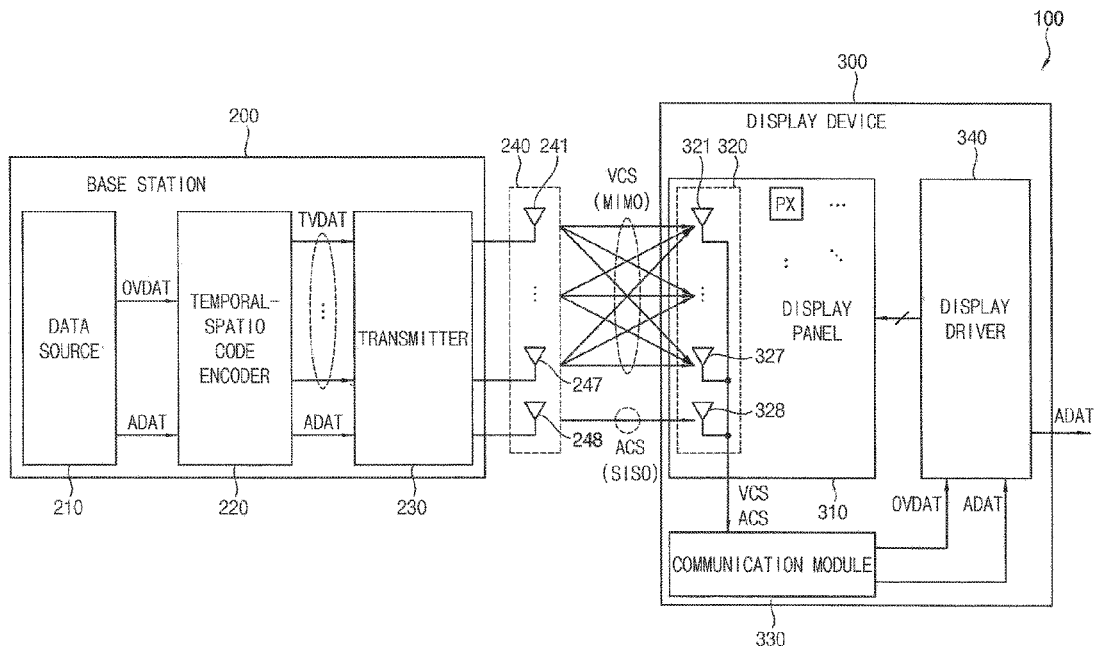 100
300
DISPLAY DEVICE
200
240
241
321
320
340
BASE STATION
VCS
(MIMO)
PX
...
TVDAT
OVDAT
...
DATA
SOURCE
TEMPORAL-
SPATIO
CODE
ENCODER
TRANSMITTER
DISPLAY
PANEL
DISPLAY
DRIVER
247
327
248
328
ADAT
ADAT
ADAT
ACS
(SISO)
210
220
230
VCS
ACS
310
OVDAT
ADAT
COMMUNICATION MODULE
330